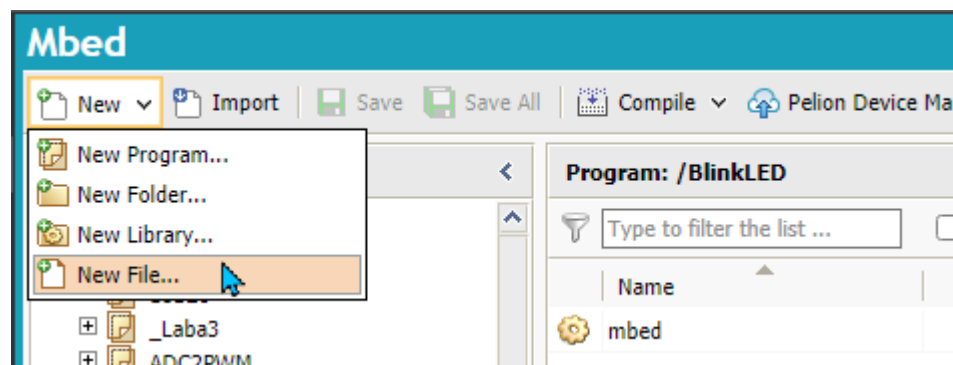 Mbed
New Import Save Save All Compile Pelion Device Ma
New Program...
New Folder...
New Library...
New File...
_Laba3
ADC2PWM
Program: /BlinkLED
Type to filter the list ...
Name
mbed